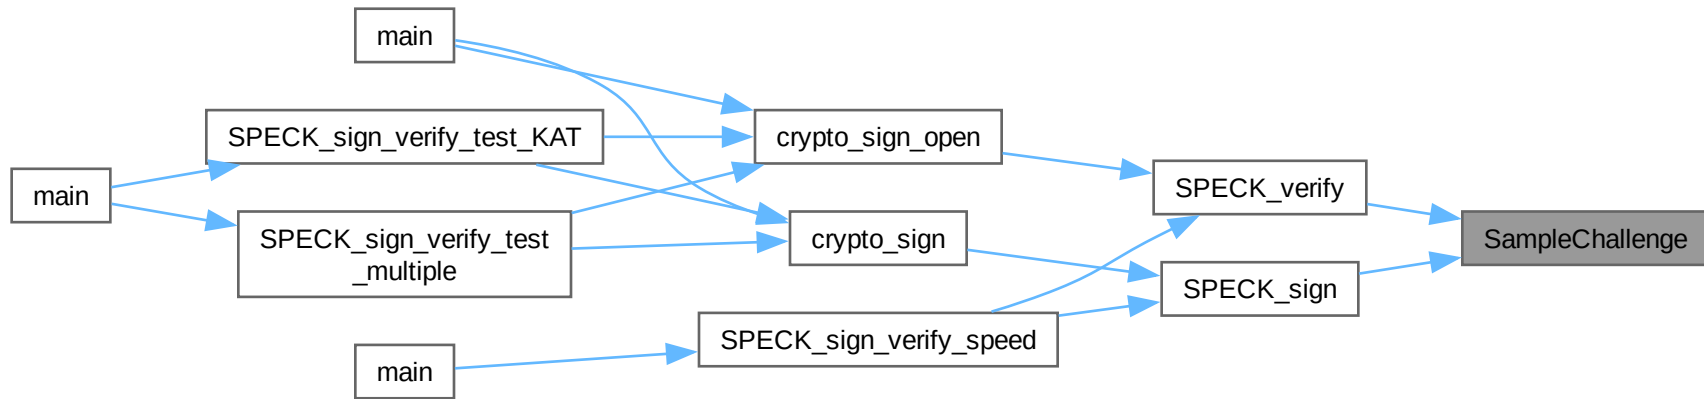 main
SPECK_sign_verify_test_KAT
crypto_sign_open
SPECK_verify
main
SPECK_sign_verify_test
_multiple
crypto_sign
SampleChallenge
SPECK_sign
SPECK_sign_verify_speed
main